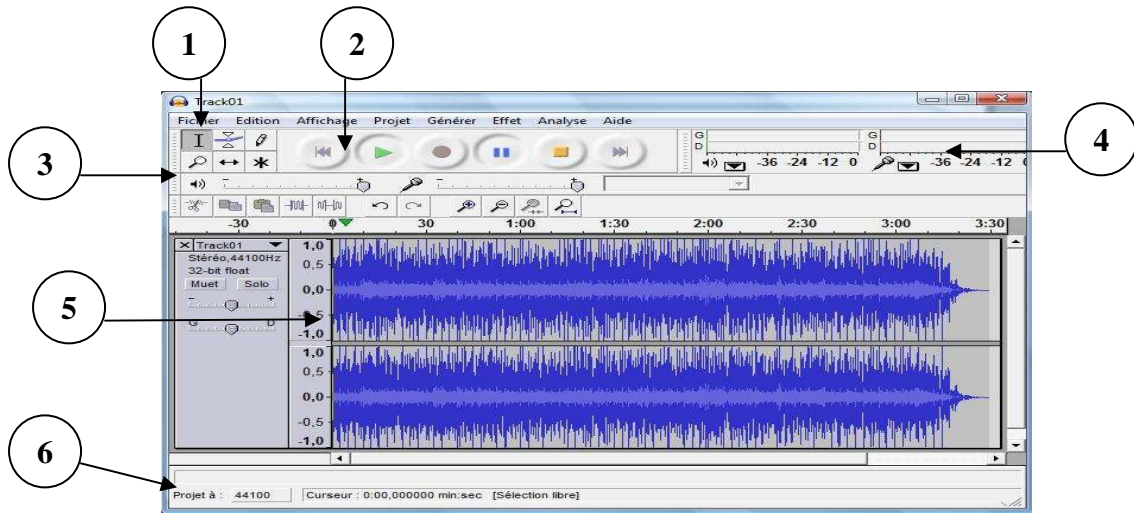 1
2
Track01
Fichier Edition Affichage Projet Générer Effet Analyse Aide
3
4
G
D
-36 -24 -12 0
G
D
-36 -24 -12 0
- +
- +
-30 0 30 1:00 1:30 2:00 2:30 3:00 3:30
Track01
Stéréo,44100Hz
32-bit float
Muet Solo
- +
G D
1,0
0,5
0,0
-0,5
-1,0
1,0
0,5
0,0
-0,5
-1,0
5
6
Projet à : 44100 Curseur : 0:00,000000 min:sec [Sélection libre]